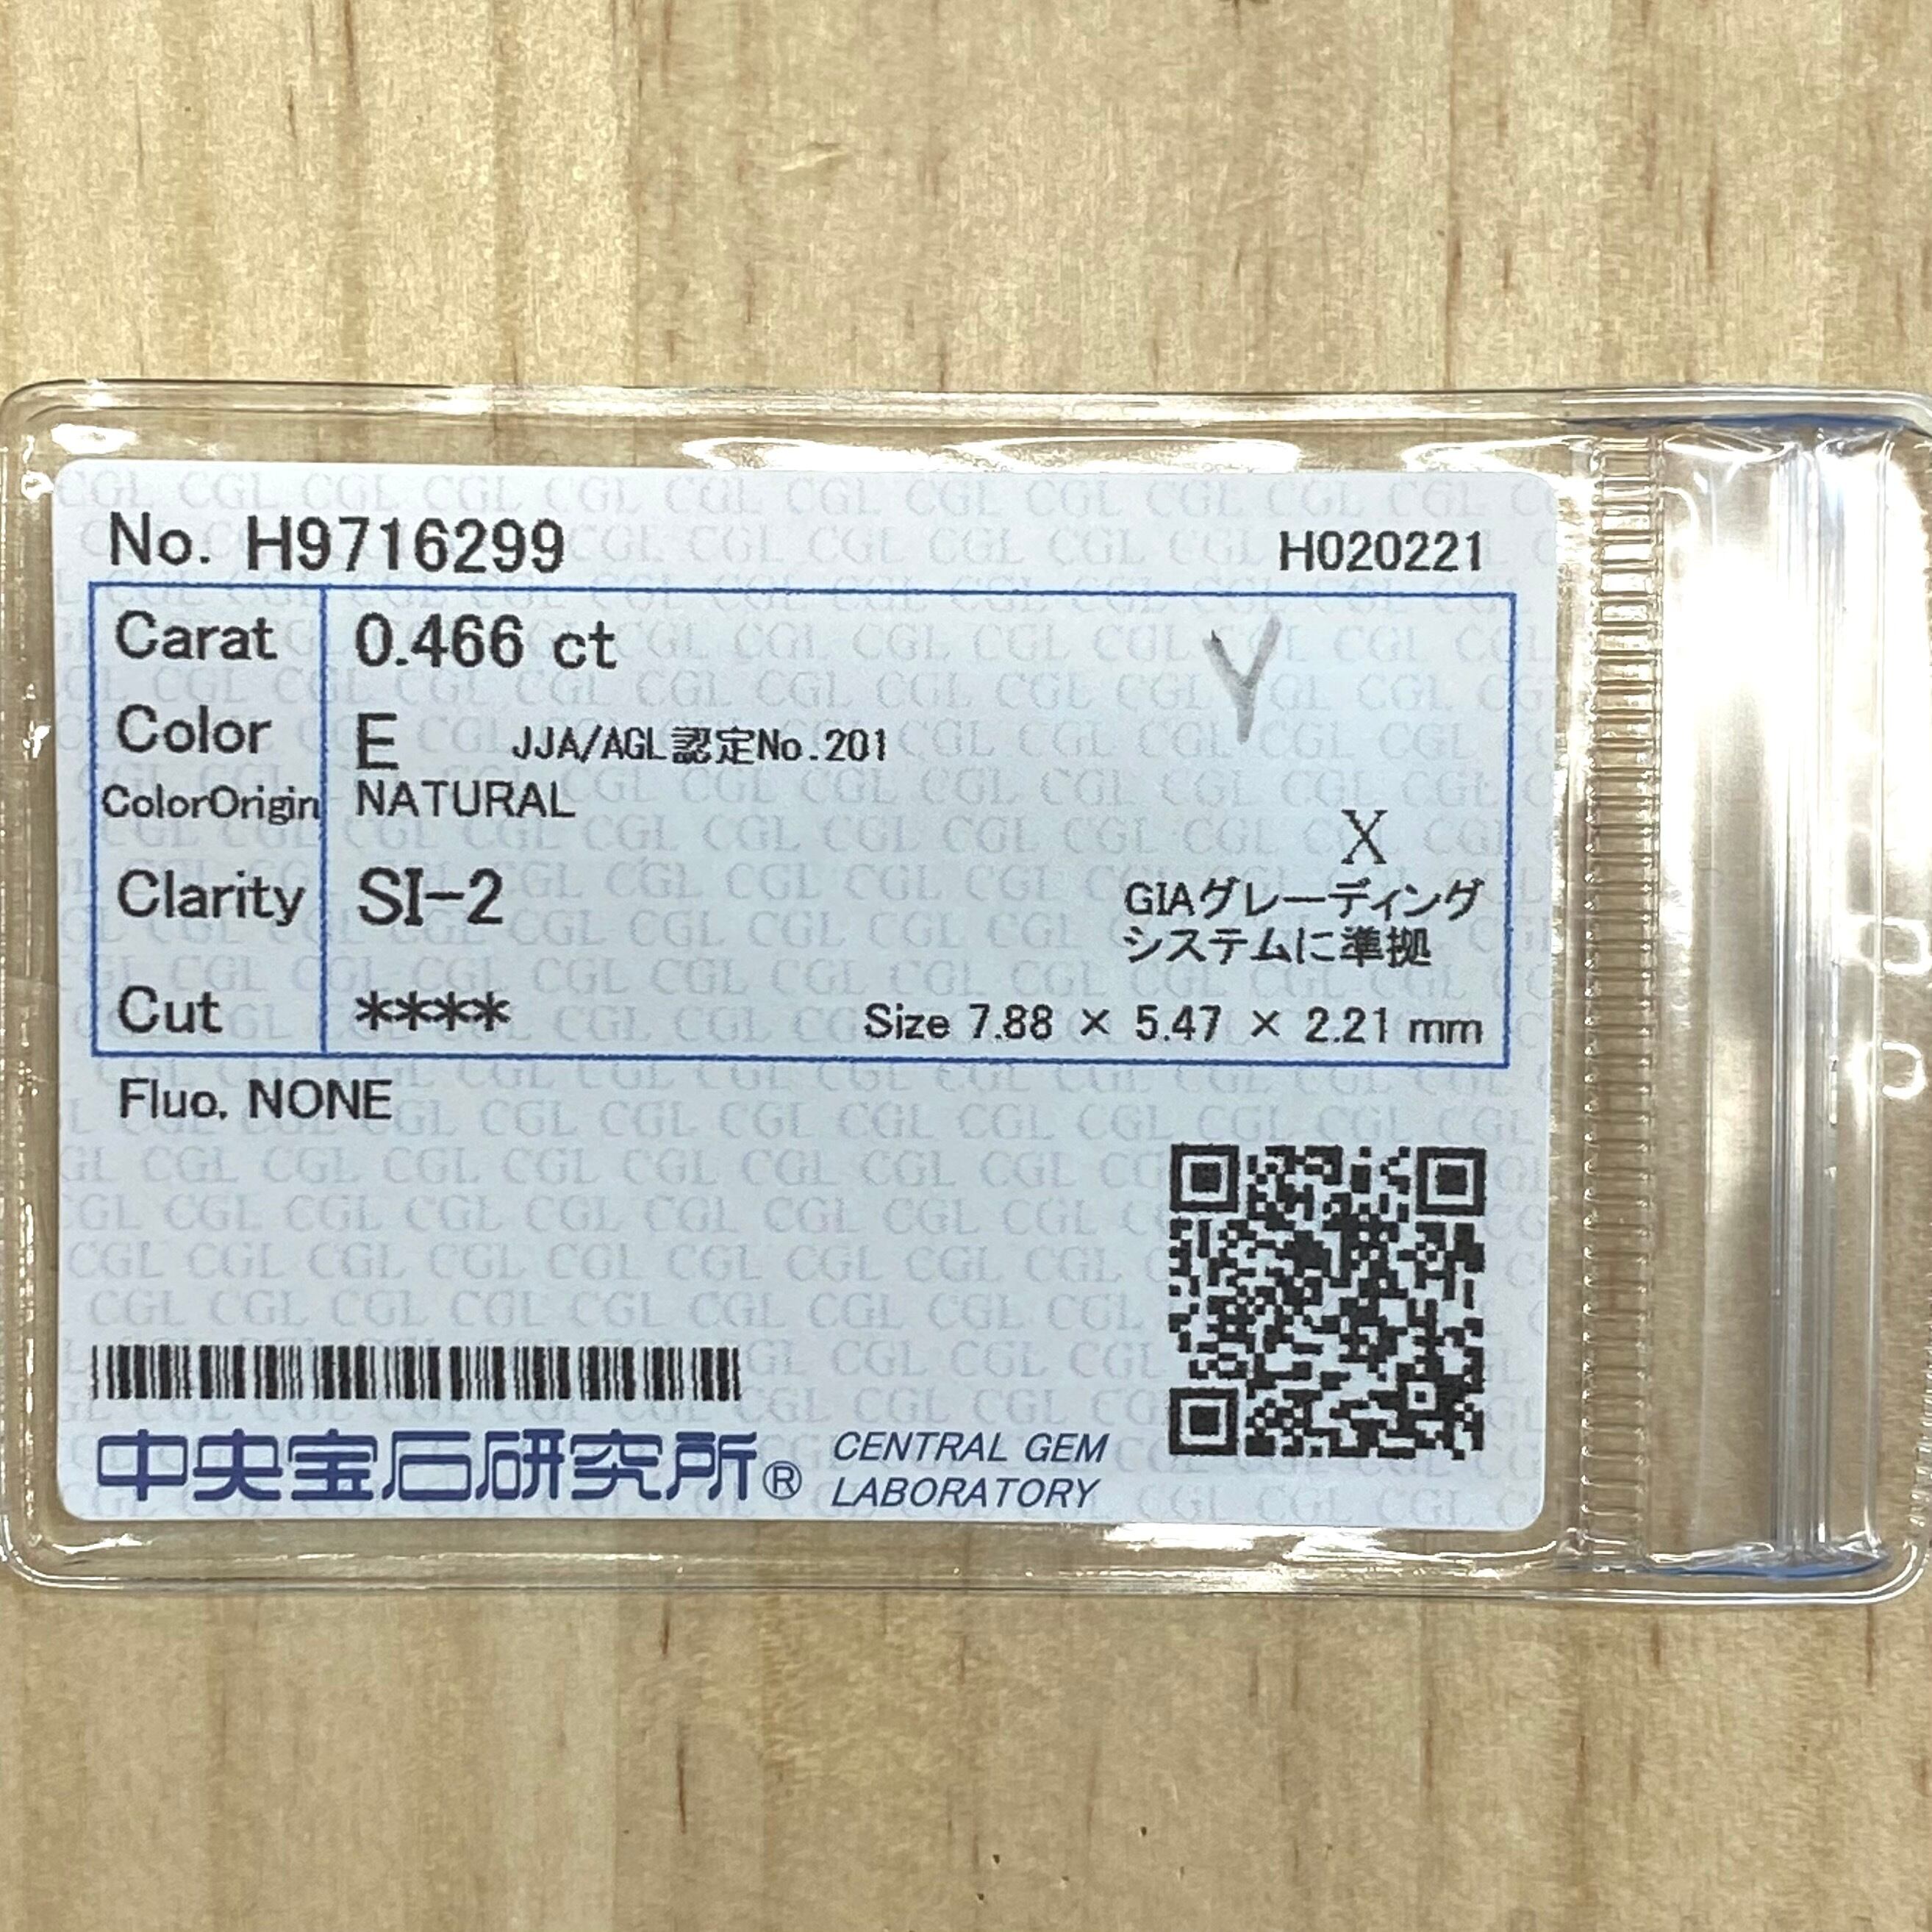 No. H9716299 H020221
Carat 0.466 ct Y
Color E JJA/AGL認定No.201
ColorOrigin NATURAL
X
Clarity SI-2 GIAグレーディング
システムに準拠
Cut **** Size 7.88 × 5.47 × 2.21 mm
Fluo. NONE
中央宝石研究所® CENTRAL GEM
LABORATORY